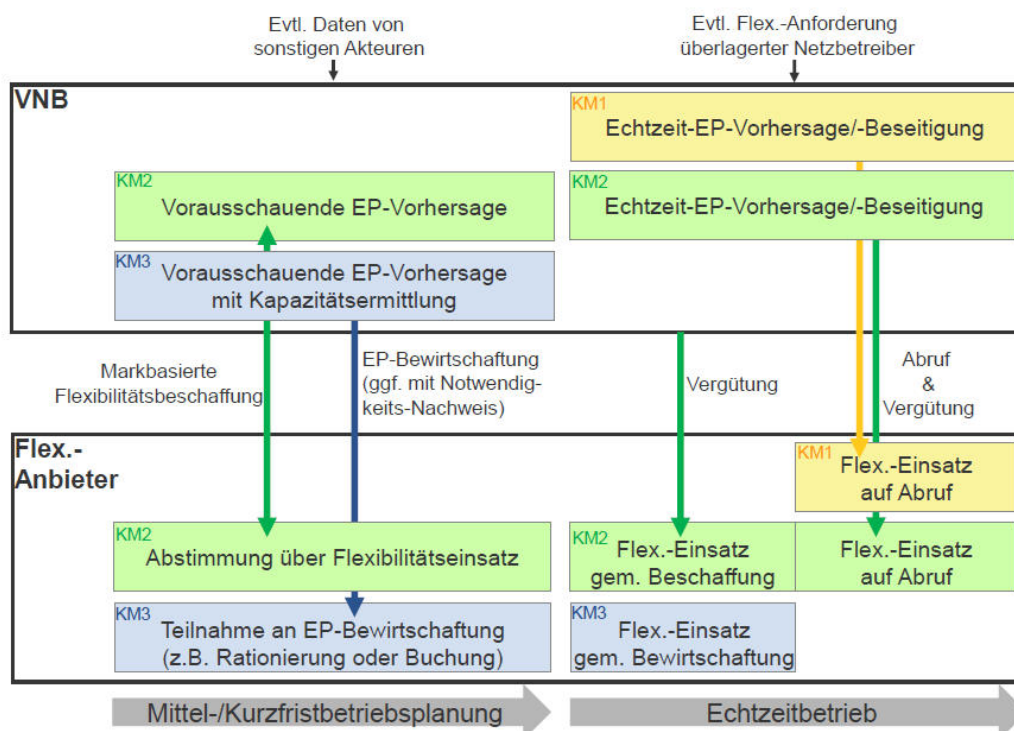 Evtl. Daten von
sonstigen Akteuren
Evtl. Flex.-Anforderung
überlagerter Netzbetreiber
VNB
KM1
Echtzeit-EP-Vorhersage/-Beseitigung
KM2
Vorausschauende EP-Vorhersage
KM2
Echtzeit-EP-Vorhersage/-Beseitigung
KM3
Vorausschauende EP-Vorhersage
mit Kapazitätsermittlung
Markbasierte
Flexibilitätsbeschaffung
EP-Bewirtschaftung
(ggf. mit Notwendig-
keits-Nachweis)
Vergütung
Abruf
&
Vergütung
Flex.-
Anbieter
KM1
Flex.-Einsatz
auf Abruf
KM2
Abstimmung über Flexibilitätseinsatz
KM2
Flex.-Einsatz
gem. Beschaffung
Flex.-Einsatz
auf Abruf
KM3
Teilnahme an EP-Bewirtschaftung
(z.B. Rationierung oder Buchung)
KM3
Flex.-Einsatz
gem. Bewirtschaftung
Mittel-/Kurzfristbetriebsplanung
Echtzeitbetrieb